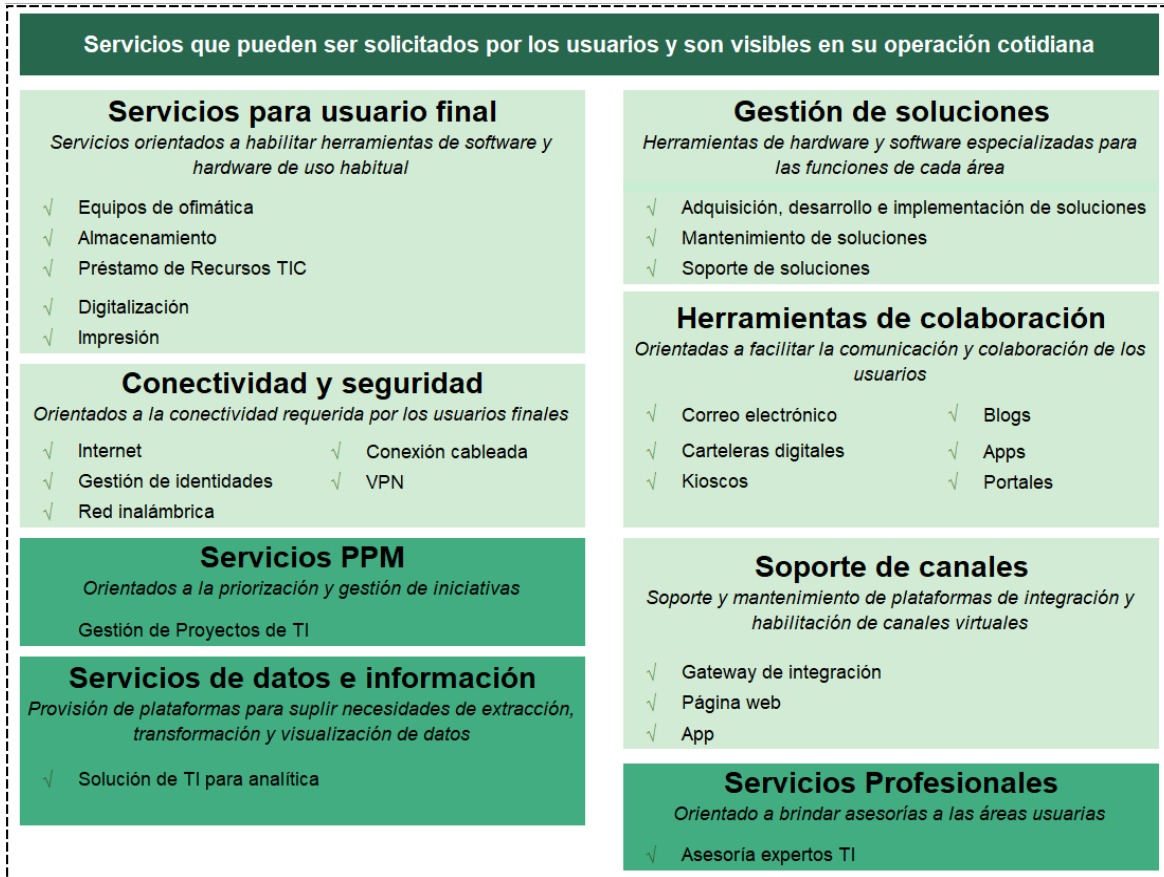 Servicios que pueden ser solicitados por los usuarios y son visibles en su operación cotidiana
Servicios para usuario final
Servicios orientados a habilitar herramientas de software y
hardware de uso habitual
√ Equipos de ofimática
√ Almacenamiento
√ Préstamo de Recursos TIC
√ Digitalización
√ Impresión
Conectividad y seguridad
Orientados a la conectividad requerida por los usuarios finales
√ Internet
√ Gestión de identidades
√ Red inalámbrica
√ Conexión cableada
√ VPN
Servicios PPM
Orientados a la priorización y gestión de iniciativas
Gestión de Proyectos de TI
Servicios de datos e información
Provisión de plataformas para suplir necesidades de extracción,
transformación y visualización de datos
√ Solución de TI para analítica
Gestión de soluciones
Herramientas de hardware y software especializadas para
las funciones de cada área
√ Adquisición, desarrollo e implementación de soluciones
√ Mantenimiento de soluciones
√ Soporte de soluciones
Herramientas de colaboración
Orientadas a facilitar la comunicación y colaboración de los
usuarios
√ Correo electrónico
√ Carteleras digitales
√ Kioscos
√ Blogs
√ Apps
√ Portales
Soporte de canales
Soporte y mantenimiento de plataformas de integración y
habilitación de canales virtuales
√ Gateway de integración
√ Página web
√ App
Servicios Profesionales
Orientado a brindar asesorías a las áreas usuarias
√ Asesoría expertos TI